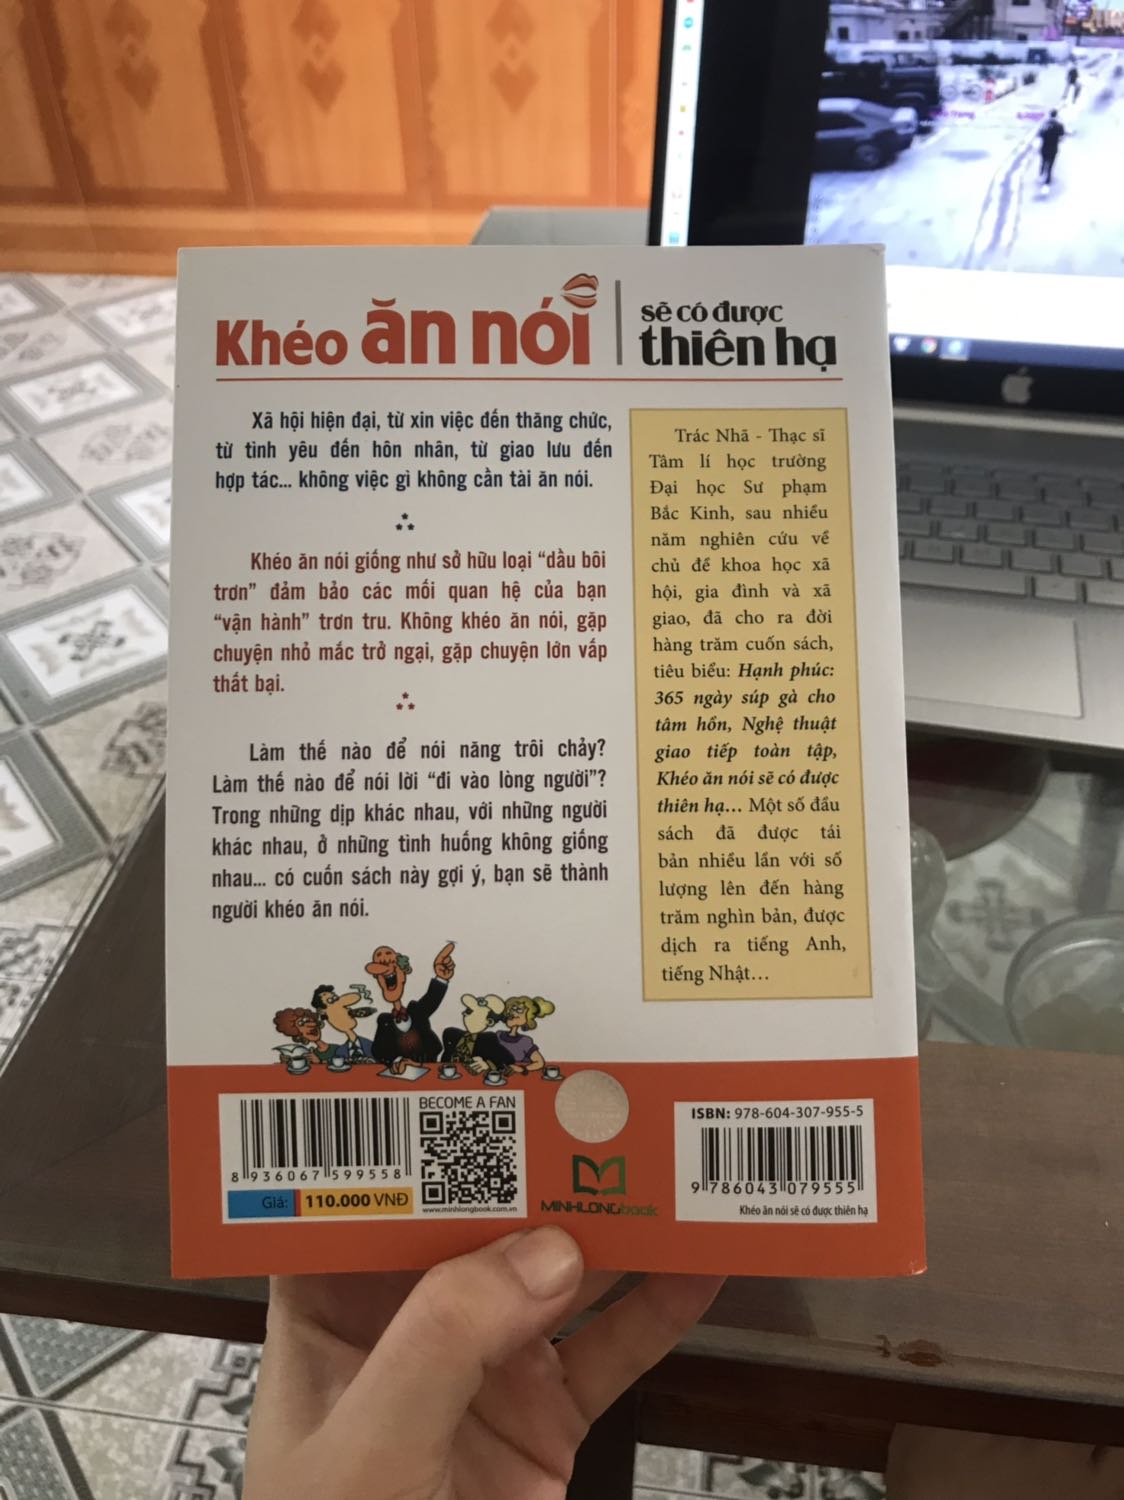 Khéo ăn nói
sẽ có được
thiên hạ
Xã hội hiện đại, từ xin việc đến thăng chức,
từ tình yêu đến hôn nhân, từ giao lưu đến
hợp tác... không việc gì không cần tài ăn nói.
Khéo ăn nói giống như sở hữu loại “dầu bôi
trơn” đảm bảo các mối quan hệ của bạn
“vận hành” trơn tru. Không khéo ăn nói, gặp
chuyện nhỏ mắc trở ngại, gặp chuyện lớn vấp
thất bại.
Làm thế nào để nói năng trôi chảy?
Làm thế nào để nói lời “đi vào lòng người”?
Trong những dịp khác nhau, với những người
khác nhau, ở những tình huống không giống
nhau... có cuốn sách này gợi ý, bạn sẽ thành
người khéo ăn nói.
Trác Nhã - Thạc sĩ
Tâm lí học trường
Đại học Sư phạm
Bắc Kinh, sau nhiều
năm nghiên cứu về
chủ đề khoa học xã
hội, gia đình và xã
giao, đã cho ra đời
hàng trăm cuốn sách,
tiêu biểu: Hạnh phúc:
365 ngày súp gà cho
tâm hồn, Nghệ thuật
giao tiếp toàn tập,
Khéo ăn nói sẽ có được
thiên hạ... Một số đầu
sách đã được tái
bản nhiều lần với số
lượng lên đến hàng
trăm nghìn bản, được
dịch ra tiếng Anh,
tiếng Nhật...
8 936067 599558
Giá: 110.000 VNĐ
BECOME A FAN
www.minhlongbook.com.vn
MINHLONGbook
ISBN: 978-604-307-955-5
9 786043 079555
Khéo ăn nói sẽ có được thiên hạ